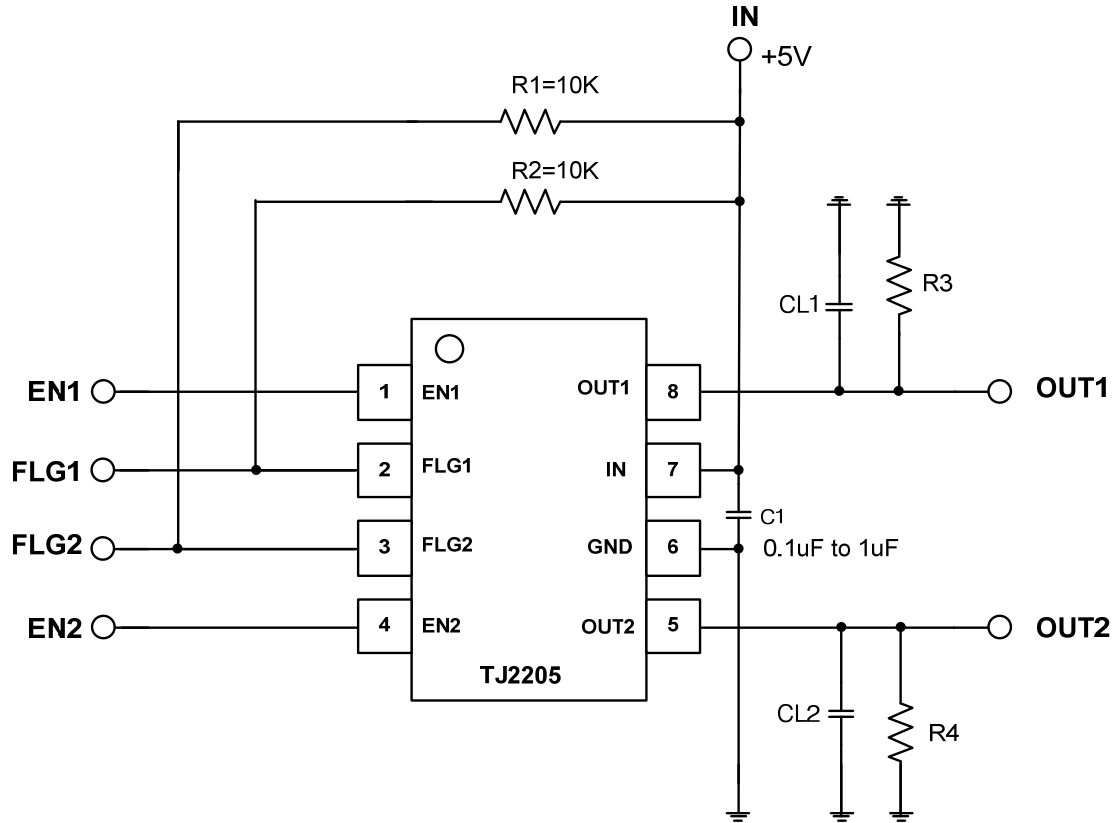 IN
+5V
R1=10K
R2=10K
CL1
R3
EN1
1
EN1
OUT1
8
OUT1
FLG1
2
FLG1
IN
7
C1
FLG2
3
FLG2
GND
6
0.1uF to 1uF
EN2
4
EN2
OUT2
5
OUT2
TJ2205
CL2
R4